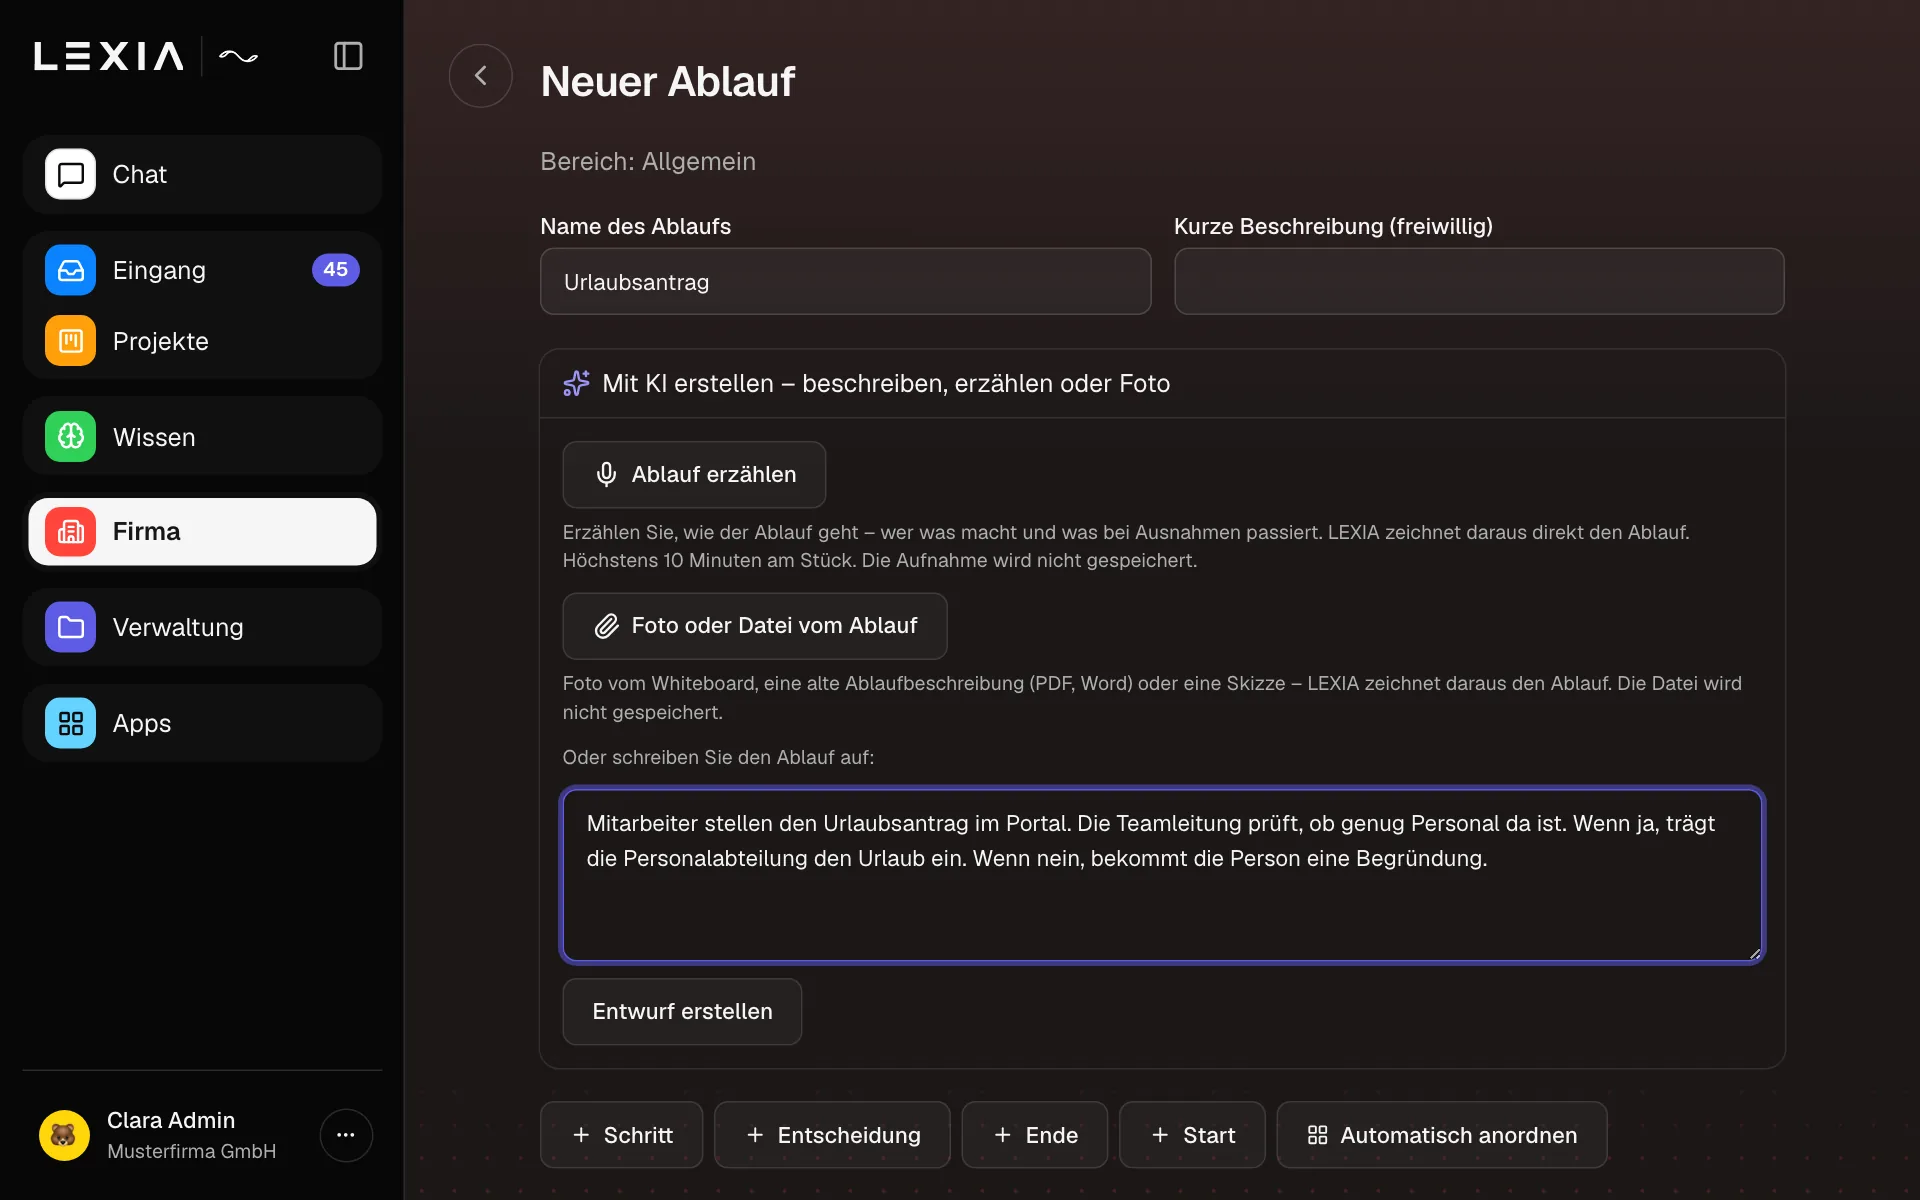 LEXIA
Chat
Eingang 45
Projekte
Wissen
Firma
Verwaltung
Apps
Clara Admin
Musterfirma GmbH
Neuer Ablauf
Bereich: Allgemein
Name des Ablaufs
Urlaubsantrag
Kurze Beschreibung (freiwillig)
Mit KI erstellen – beschreiben, erzählen oder Foto
Ablauf erzählen
Erzählen Sie, wie der Ablauf geht – wer was macht und was bei Ausnahmen passiert. LEXIA zeichnet daraus direkt den Ablauf.
Höchstens 10 Minuten am Stück. Die Aufnahme wird nicht gespeichert.
Foto oder Datei vom Ablauf
Foto vom Whiteboard, eine alte Ablaufbeschreibung (PDF, Word) oder eine Skizze – LEXIA zeichnet daraus den Ablauf. Die Datei wird
nicht gespeichert.
Oder schreiben Sie den Ablauf auf:
Mitarbeiter stellen den Urlaubsantrag im Portal. Die Teamleitung prüft, ob genug Personal da ist. Wenn ja, trägt
die Personalabteilung den Urlaub ein. Wenn nein, bekommt die Person eine Begründung.
Entwurf erstellen
+ Schritt
+ Entscheidung
+ Ende
+ Start
Automatisch anordnen